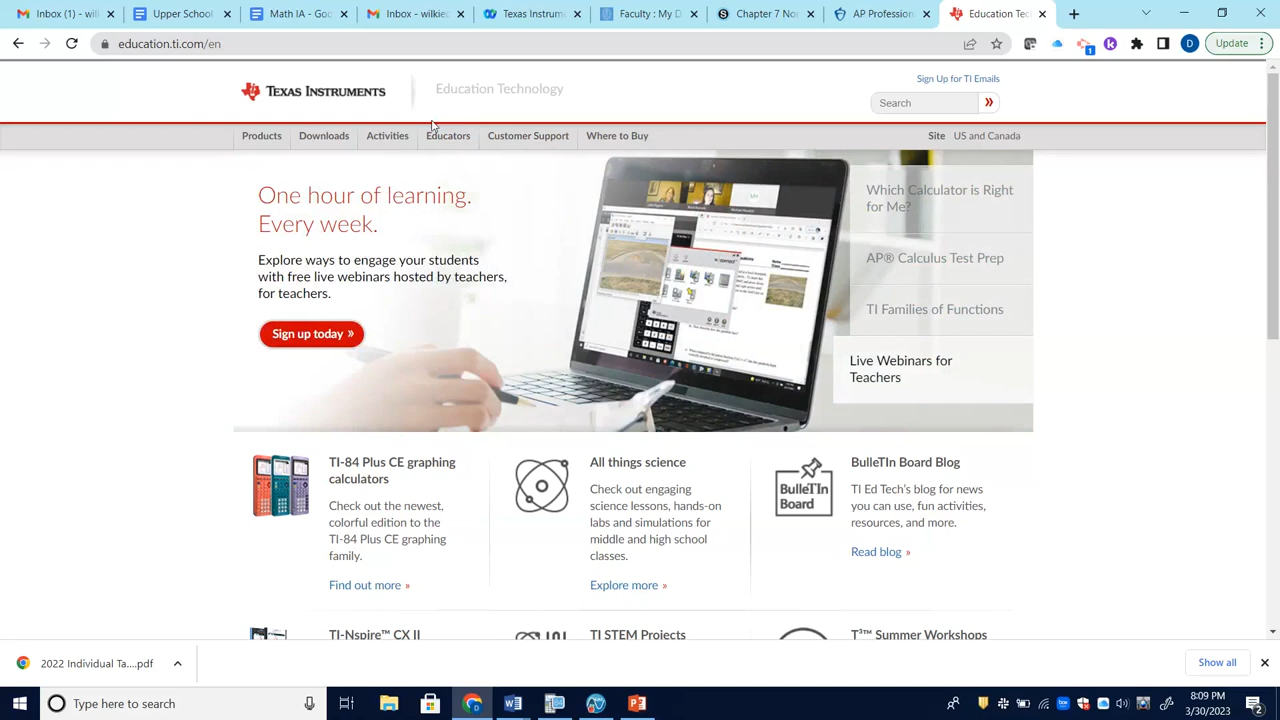 Inbox - will
Upper School
Math IA - Goo
Inbox - wilkie
Texas Instrume
Faculty : My D
Chapter 7 No
AP Professiona
Education Tec
education.ti.com/en
1
D
Update
TEXAS INSTRUMENTS
Education Technology
Sign Up for TI Emails
Search
Products
Downloads
Activities
Educators
Customer Support
Where to Buy
Site US and Canada
One hour of learning.
Every week.
Explore ways to engage your students
with free live webinars hosted by teachers,
for teachers.
Sign up today »
Which Calculator is Right
for Me?
AP® Calculus Test Prep
TI Families of Functions
Live Webinars for
Teachers
TI-84 Plus CE graphing
calculators
Check out the newest,
colorful edition to the
TI-84 Plus CE graphing
family.
Find out more »
All things science
Check out engaging
science lessons, hands-on
labs and simulations for
middle and high school
classes.
Explore more »
BulleTIn
Board
BulleTIn Board Blog
TI Ed Tech's blog for news
you can use, fun activities,
resources, and more.
Read blog »
TI-Nspire™ CX II
TI STEM Projects
T³™ Summer Workshops
2022 Individual Ta....pdf
Show all
Type here to search
8:09 PM
3/30/2023
2